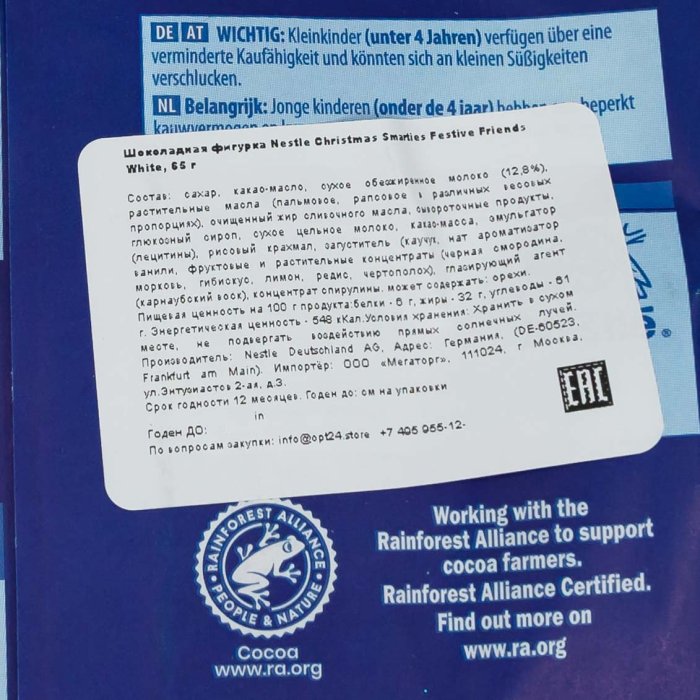 DE AT WICHTIG: Kleinkinder (unter 4 Jahren) verfügen über eine
verminderte Kaufähigkeit und könnten sich an kleinen Süßigkeiten
verschlucken.
NL Belangrijk: Jonge kinderen (onder de 4 jaar) hebben een beperkt
kauwvermogen en
Шоколадная фигурка Nestle Christmas Smarties Festive Friends
White, 65 г
Состав: сахар, какао-масло, сухое обезжиренное молоко (12,8%),
растительные масла (пальмовое, рапсовое в различных весовых
пропорциях), очищенный жир сливочного масла, сывороточные продукты,
глюкозный сироп, сухое цельное молоко, какао-масса, эмульгатор
(лецитины), рисовый крахмал, загуститель (каучук, нат ароматизатор
ванили, фруктовые и растительные концентраты (черная смородина,
морковь, гибискус, лимон, редис, чертополох), глазирующий агент
(карнаубский воск), концентрат спирулины. может содержать: орехи.
Пищевая ценность на 100 г продукта:белки - 6 г, жиры - 32 г, углеводы - 61
г. Энергетическая ценность - 548 кКал.Условия хранения: Хранить в сухом
месте, не подвергать воздействию прямых солнечных лучей.
Производитель: Nestle Deutschland AG, Адрес: Германия, (DE-60523,
Frankfurt am Main). Импортёр: ООО «Мегаторг», 111024, г Москва,
ул.Энтузиастов 2-ая, д.3.
Срок годности 12 месяцев. Годен до: см на упаковки
in
Годен ДО:
По вопросам закупки: info@opt24.store +7 495 055-12-
EAC
RAINFOREST ALLIANCE
PEOPLE & NATURE
Cocoa
www.ra.org
Working with the
Rainforest Alliance to support
cocoa farmers.
Rainforest Alliance Certified.
Find out more on
www.ra.org